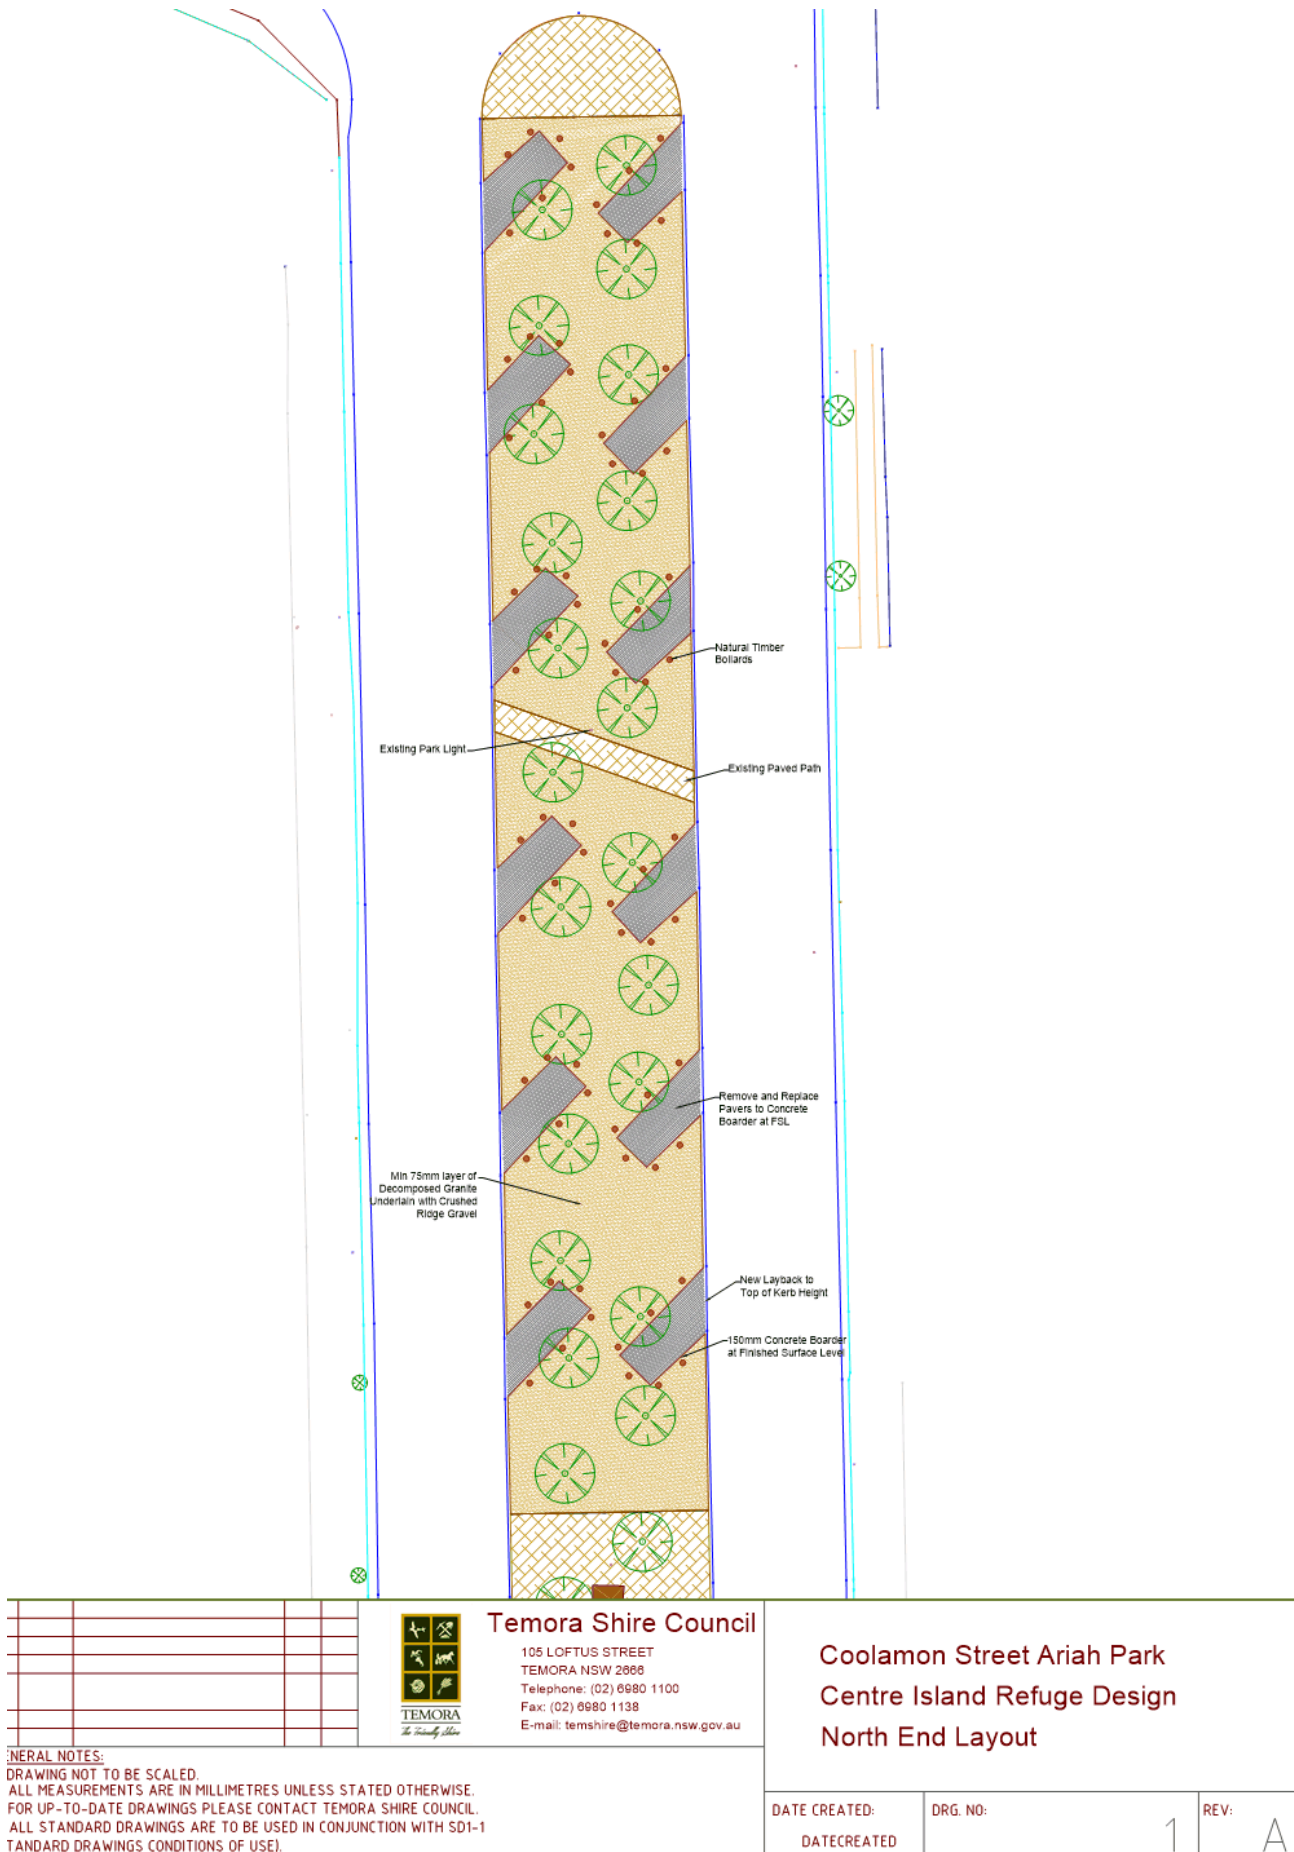 Natural Timber
Bollards
Existing Park Light
Existing Paved Path
Remove and Replace
Pavers to Concrete
Boarder at FSL
Min 75mm layer of
Decomposed Granite
Underlain with Crushed
Ridge Gravel
New Layback to
Top of Kerb Height
150mm Concrete Boarder
at Finished Surface Level
TEMORA
The Friendly Shire
Temora Shire Council
105 LOFTUS STREET
TEMORA NSW 2666
Telephone: (02) 6980 1100
Fax: (02) 6980 1138
E-mail: temshire@temora.nsw.gov.au
Coolamon Street Ariah Park
Centre Island Refuge Design
North End Layout
ENERAL NOTES:
DRAWING NOT TO BE SCALED.
ALL MEASUREMENTS ARE IN MILLIMETRES UNLESS STATED OTHERWISE.
FOR UP-TO-DATE DRAWINGS PLEASE CONTACT TEMORA SHIRE COUNCIL.
ALL STANDARD DRAWINGS ARE TO BE USED IN CONJUNCTION WITH SD1-1
TANDARD DRAWINGS CONDITIONS OF USE).
DATE CREATED:
DATECREATED
DRG. NO:
1
REV:
A